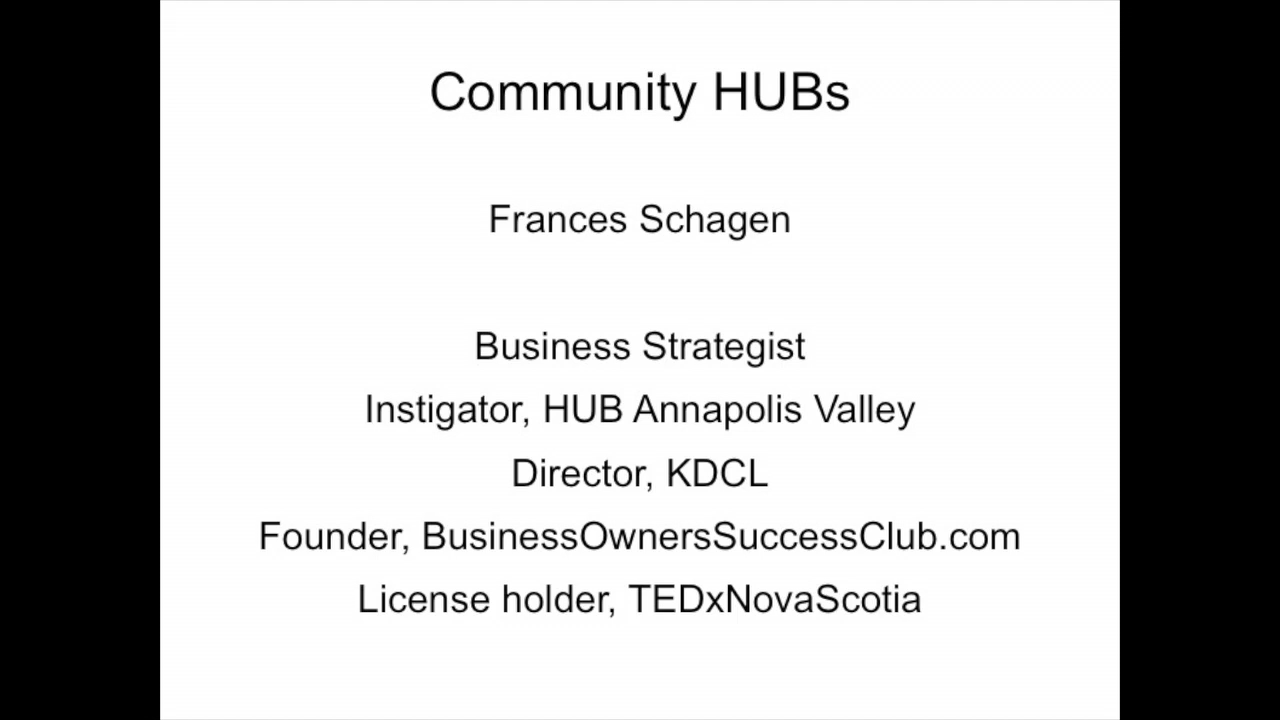 Community HUBs
Frances Schagen
Business Strategist
Instigator, HUB Annapolis Valley
Director, KDCL
Founder, BusinessOwnersSuccessClub.com
License holder, TEDxNovaScotia